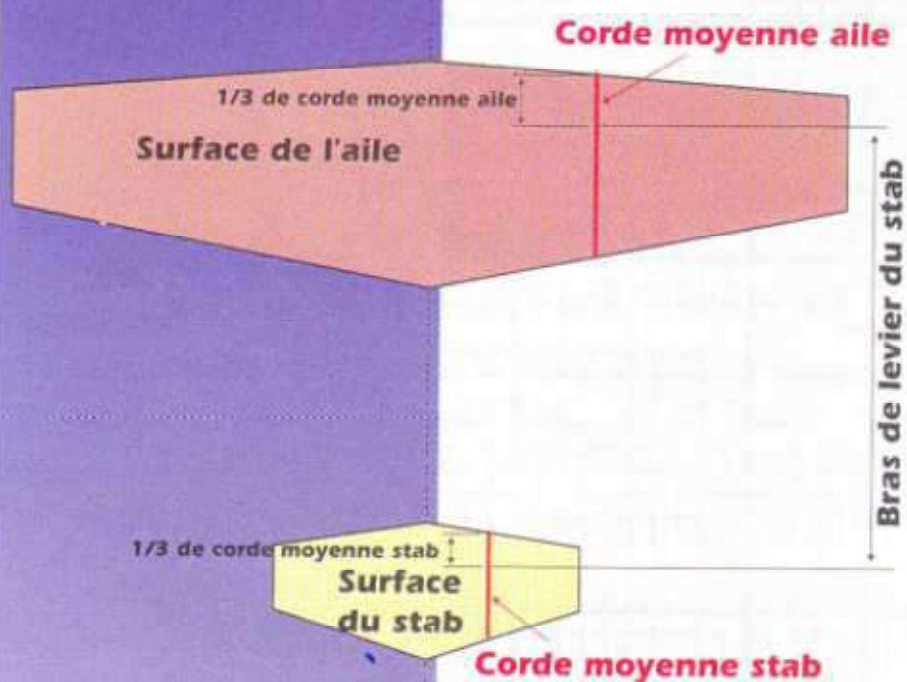 Corde moyenne aile
1/3 de corde moyenne aile
Surface de l'aile
Bras de levier du stab
1/3 de corde moyenne stab
Surface
du stab
Corde moyenne stab